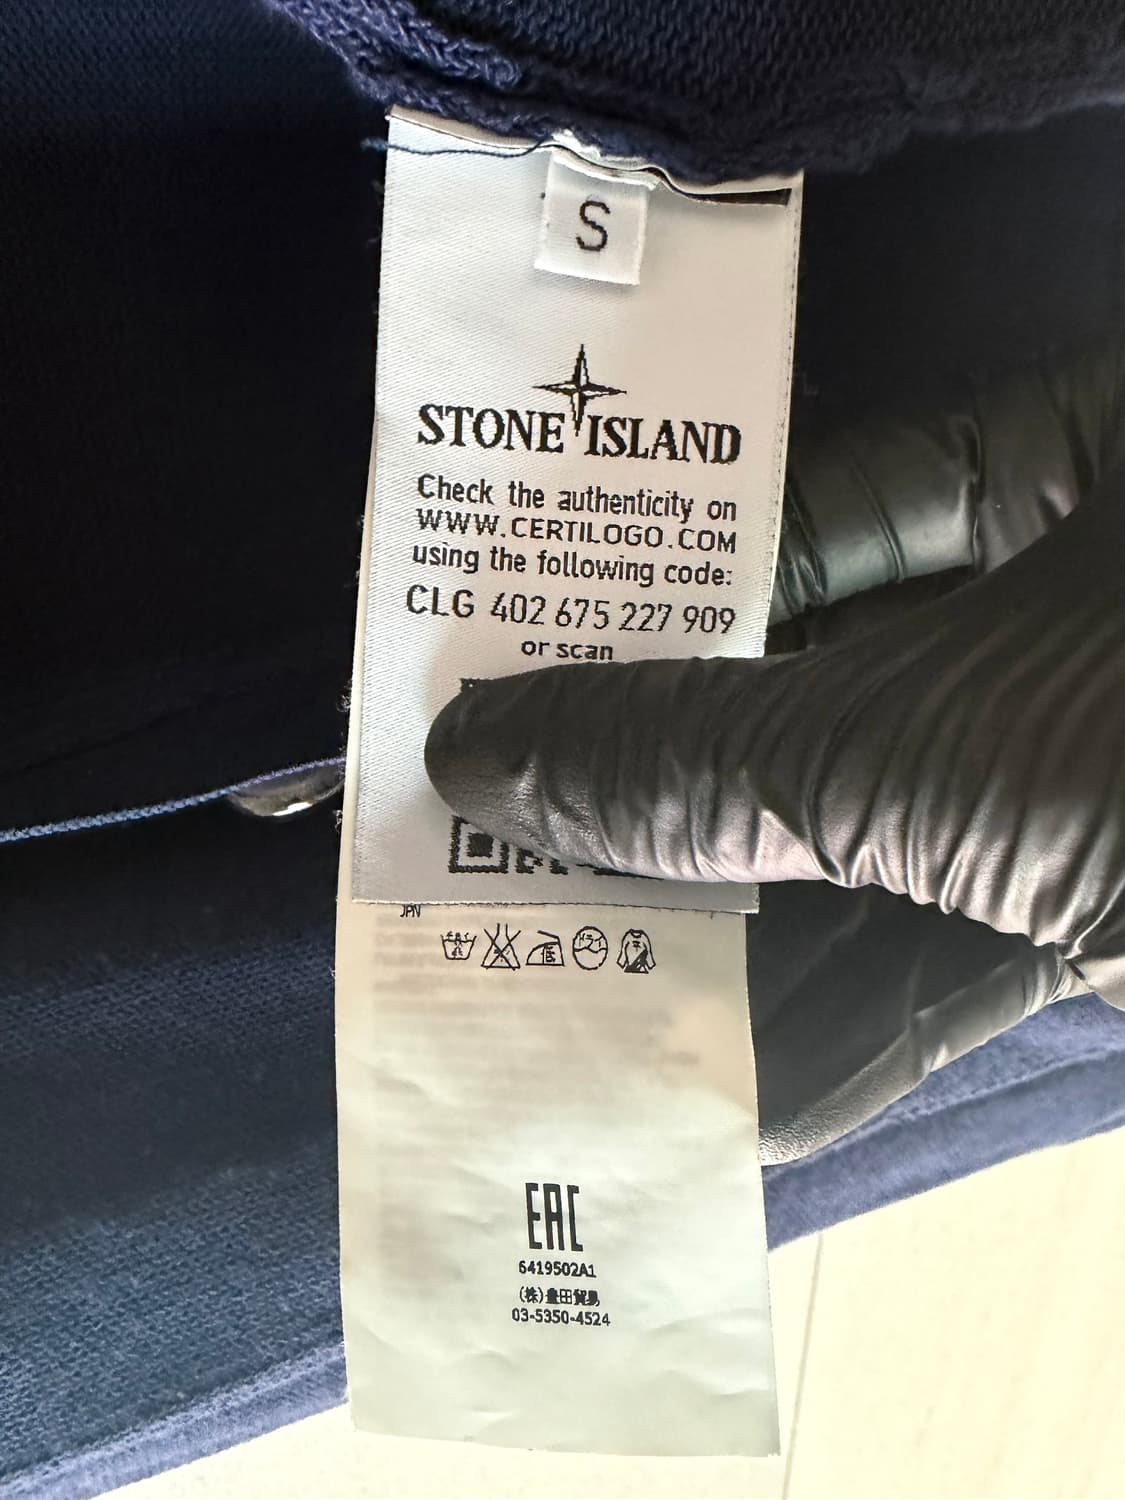 S
STONE ISLAND
Check the authenticity on
WWW.CERTILOGO.COM
using the following code:
CLG 402 675 227 909
or scan
JPN
EAC
6419502A1
(株)豊田貿易
03-5350-4524